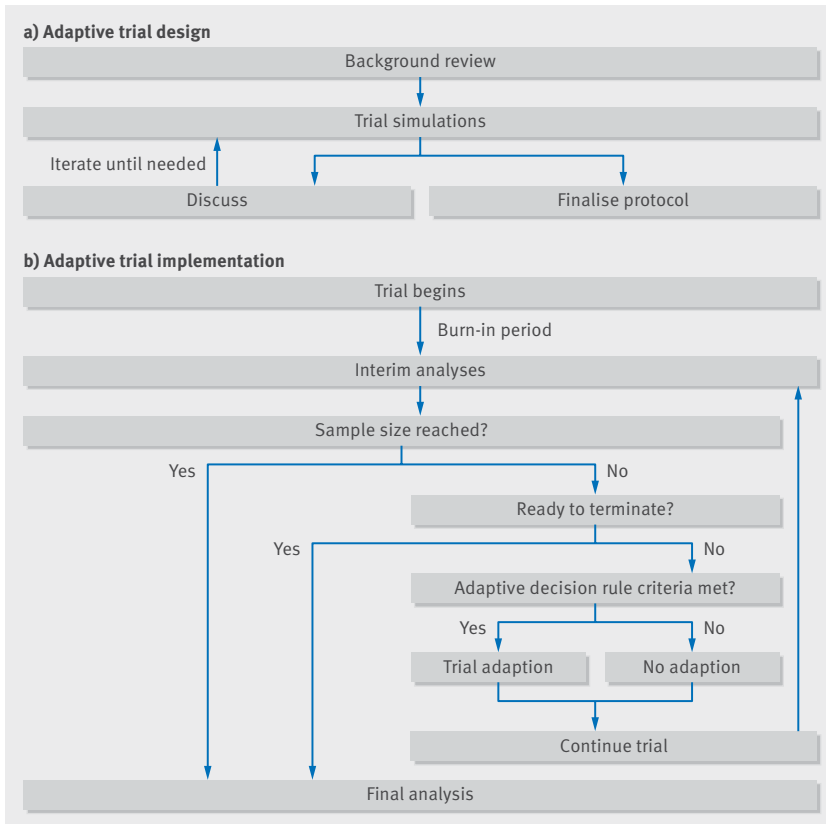 a) Adaptive trial design
Background review
Trial simulations
Iterate until needed
Discuss
Finalise protocol
b) Adaptive trial implementation
Trial begins
Burn-in period
Interim analyses
Sample size reached?
Yes
No
Ready to terminate?
Yes
No
Adaptive decision rule criteria met?
Yes
No
Trial adaption
No adaption
Continue trial
Final analysis